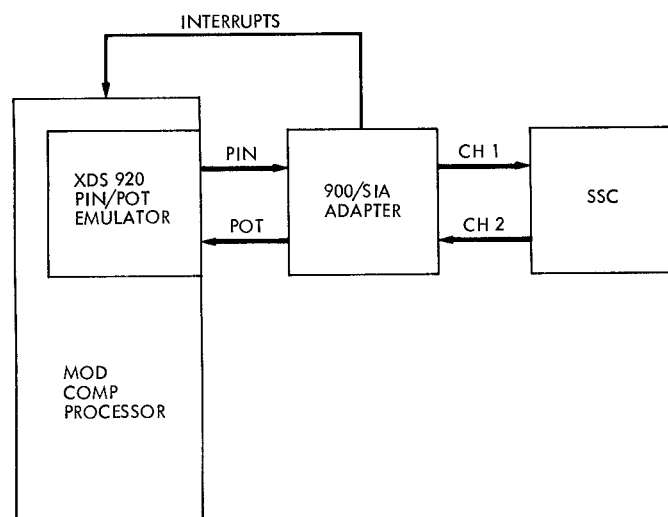 INTERRUPTS
XDS 920
PIN/POT
EMULATOR
PIN
POT
900/SIA
ADAPTER
CH 1
CH 2
SSC
MOD
COMP
PROCESSOR